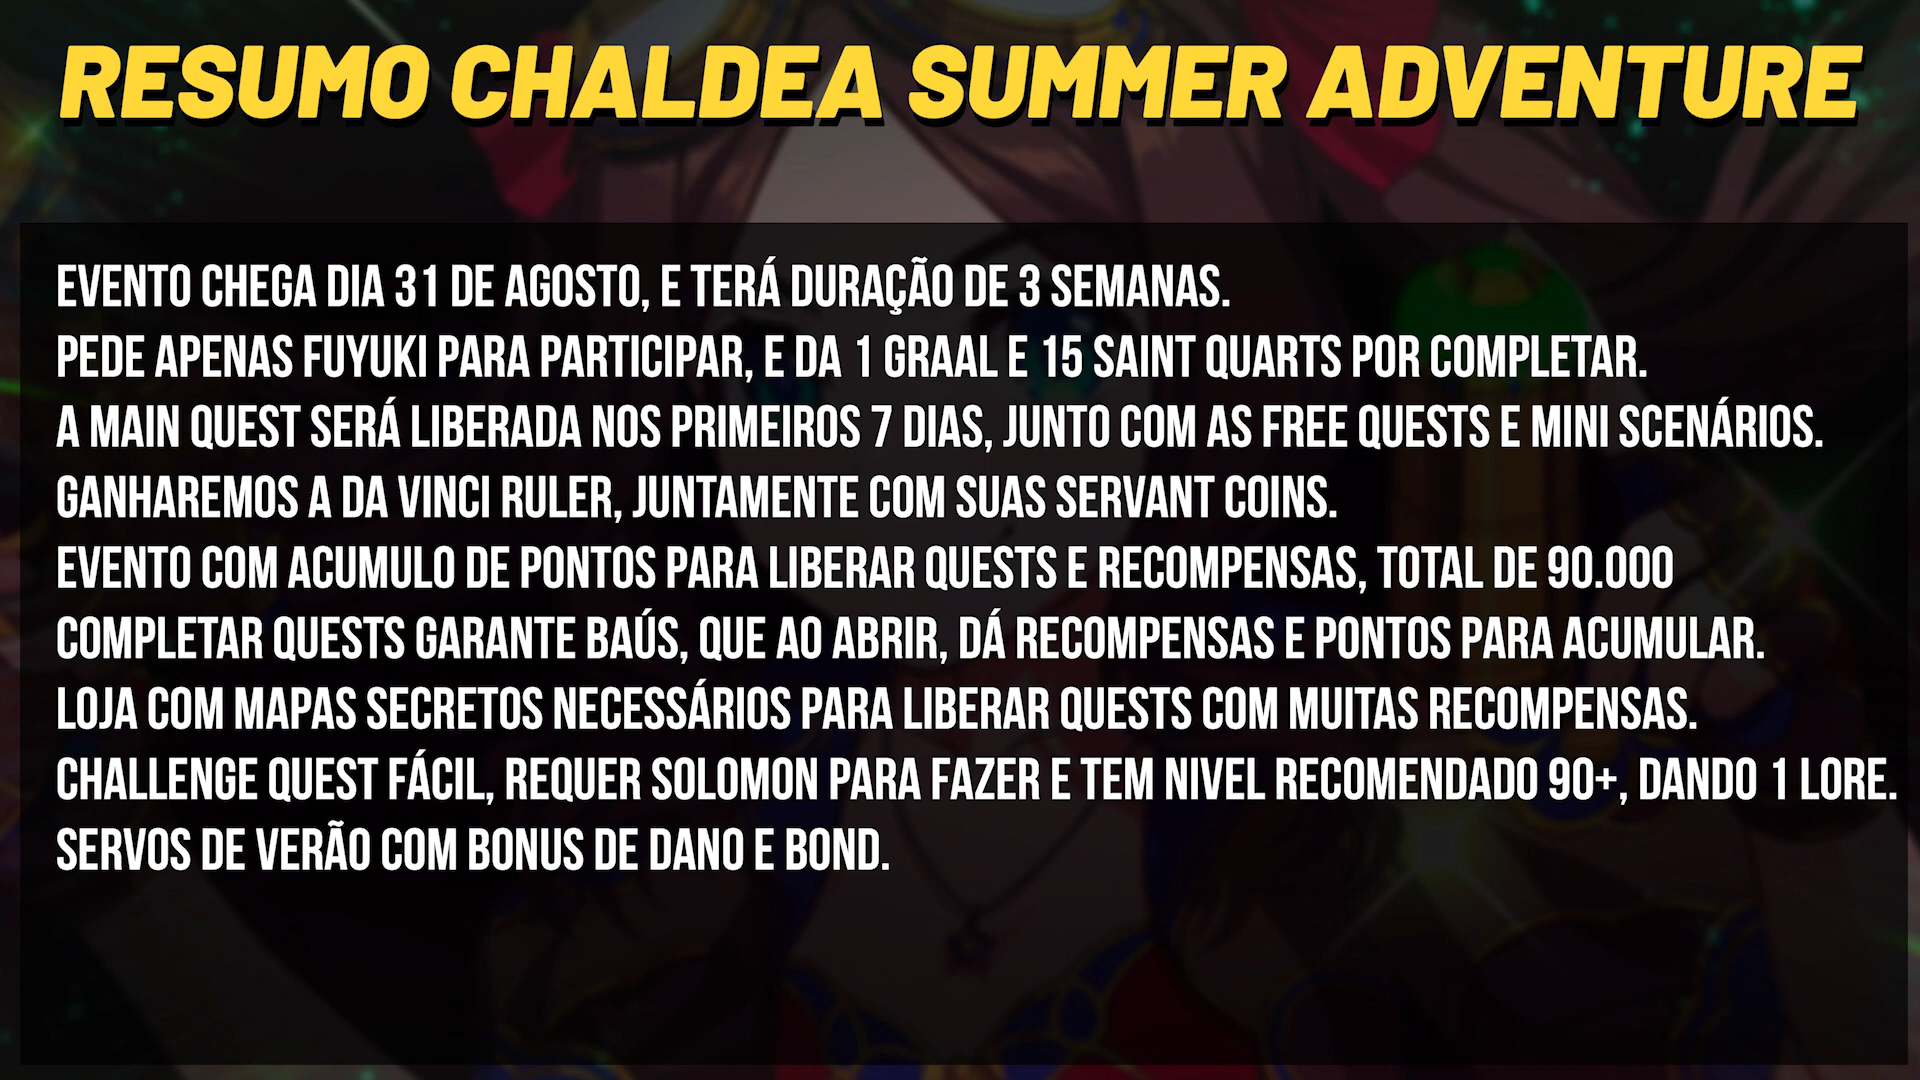 RESUMO CHALDEA SUMMER ADVENTURE
EVENTO CHEGA DIA 31 DE AGOSTO, E TERÁ DURAÇÃO DE 3 SEMANAS.
PEDE APENAS FUYUKI PARA PARTICIPAR, E DA 1 GRAAL E 15 SAINT QUARTS POR COMPLETAR.
A MAIN QUEST SERÁ LIBERADA NOS PRIMEIROS 7 DIAS, JUNTO COM AS FREE QUESTS E MINI SCENÁRIOS.
GANHAREMOS A DA VINCI RULER, JUNTAMENTE COM SUAS SERVANT COINS.
EVENTO COM ACUMULO DE PONTOS PARA LIBERAR QUESTS E RECOMPENSAS, TOTAL DE 90.000
COMPLETAR QUESTS GARANTE BAÚS, QUE AO ABRIR, DÁ RECOMPENSAS E PONTOS PARA ACUMULAR.
LOJA COM MAPAS SECRETOS NECESSÁRIOS PARA LIBERAR QUESTS COM MUITAS RECOMPENSAS.
CHALLENGE QUEST FÁCIL, REQUER SOLOMON PARA FAZER E TEM NIVEL RECOMENDADO 90+, DANDO 1 LORE.
SERVOS DE VERÃO COM BONUS DE DANO E BOND.